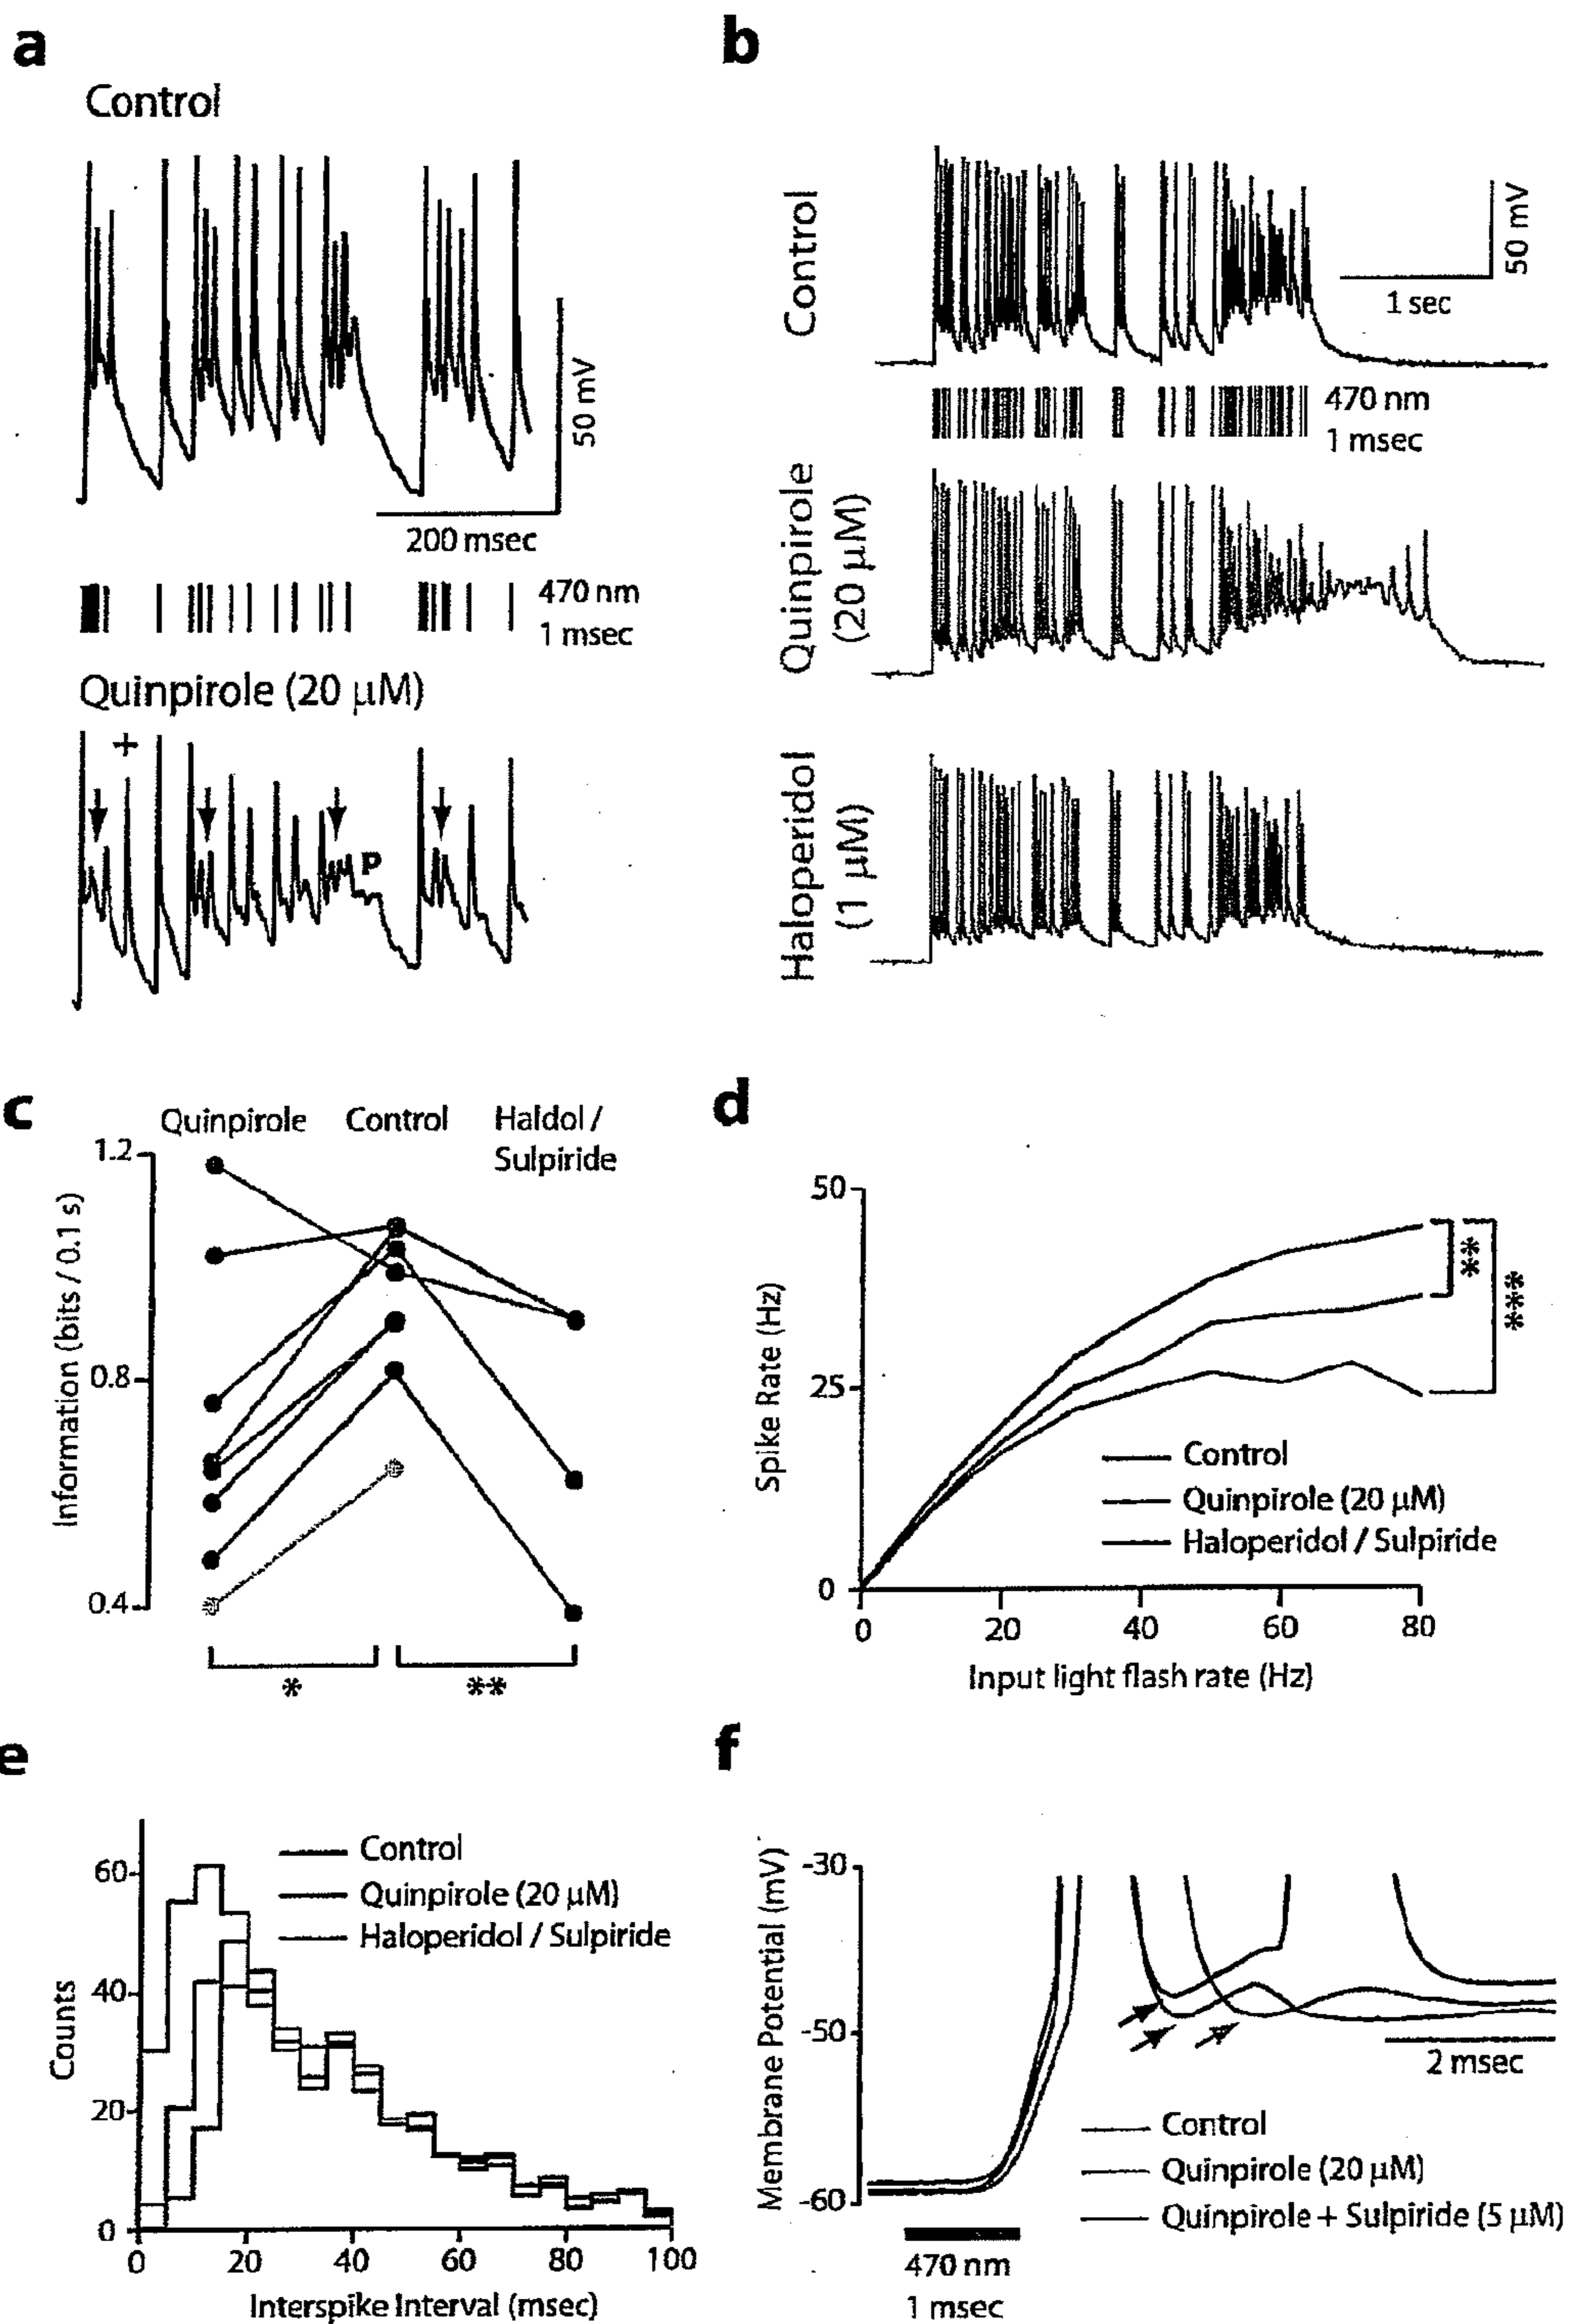 a
Control
50 mV
200 msec
470 nm
1 msec
Quinpirole (20 µM)
+
P
b
Control
50 mV
1 sec
470 nm
1 msec
Quinpirole
(20 µM)
Haloperidol
(1 µM)
c
Quinpirole Control Haldol /
Sulpiride
1.2
0.8
0.4
Information (bits / 0.1 s)
* **
d
50
25
0
Spike Rate (Hz)
**
***
Control
Quinpirole (20 µM)
Haloperidol / Sulpiride
0 20 40 60 80
Input light flash rate (Hz)
e
60
40
20
0
Counts
Control
Quinpirole (20 µM)
Haloperidol / Sulpiride
0 20 40 60 80 100
Interspike Interval (msec)
f
-30
-50
-60
Membrane Potential (mV)
2 msec
Control
Quinpirole (20 µM)
Quinpirole + Sulpiride (5 µM)
470 nm
1 msec